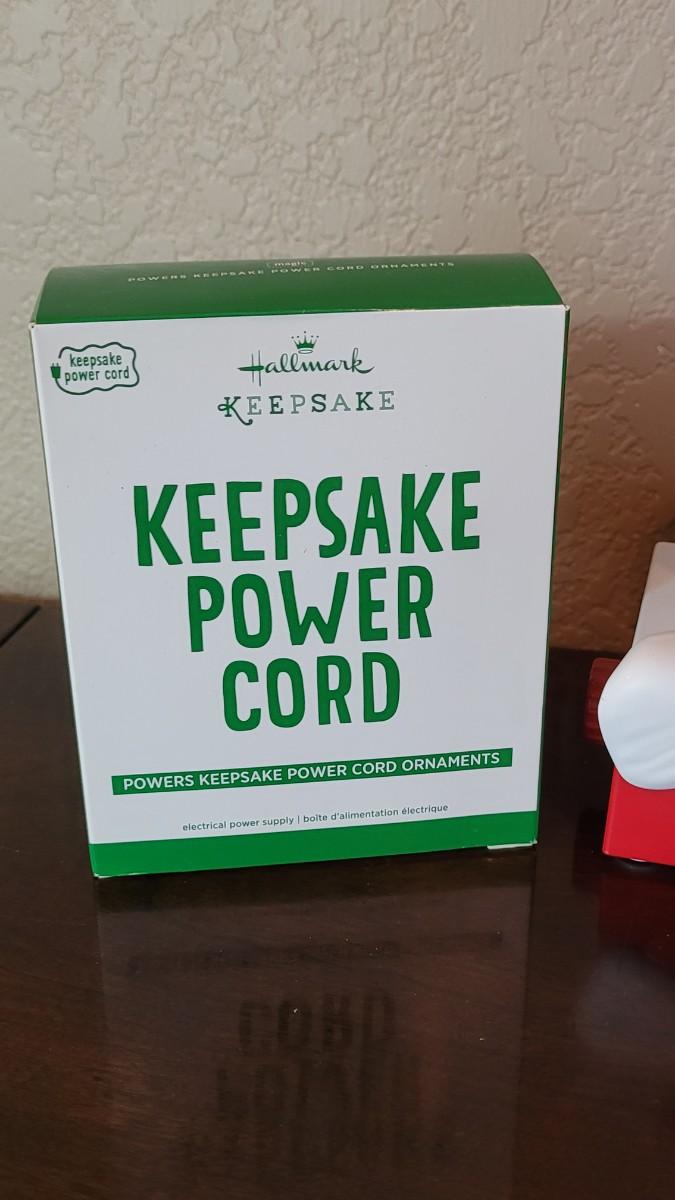 magic
POWERS KEEPSAKE POWER CORD ORNAMENTS
keepsake
power cord
Hallmark
KEEPSAKE
KEEPSAKE
POWER
CORD
POWERS KEEPSAKE POWER CORD ORNAMENTS
electrical power supply | boîte d'alimentation électrique